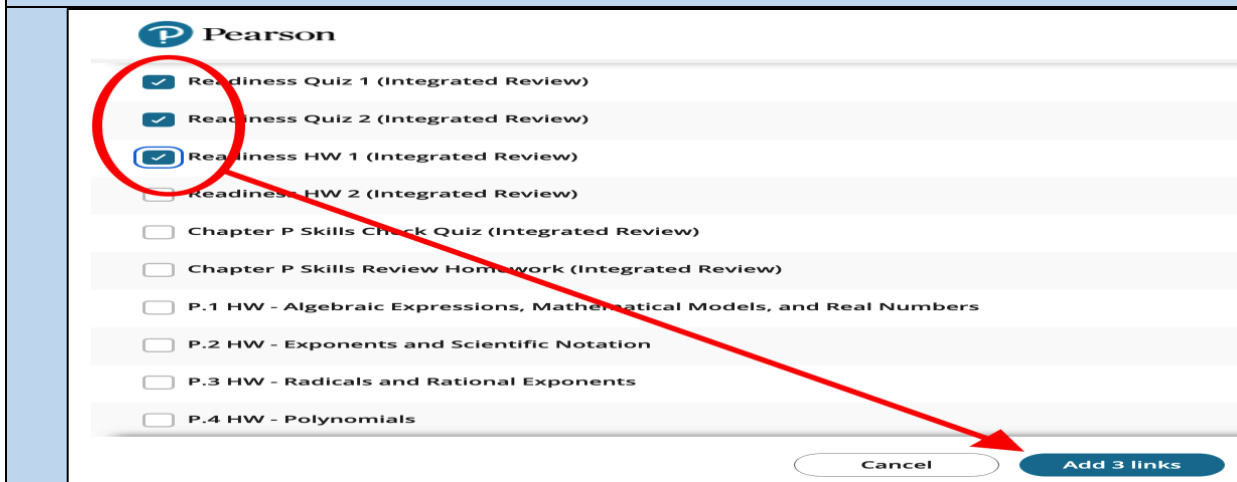 Pearson
Readiness Quiz 1 (Integrated Review)
Readiness Quiz 2 (Integrated Review)
Readiness HW 1 (Integrated Review)
Readiness HW 2 (Integrated Review)
Chapter P Skills Check Quiz (Integrated Review)
Chapter P Skills Review Homework (Integrated Review)
P.1 HW - Algebraic Expressions, Mathematical Models, and Real Numbers
P.2 HW - Exponents and Scientific Notation
P.3 HW - Radicals and Rational Exponents
P.4 HW - Polynomials
Cancel Add 3 links